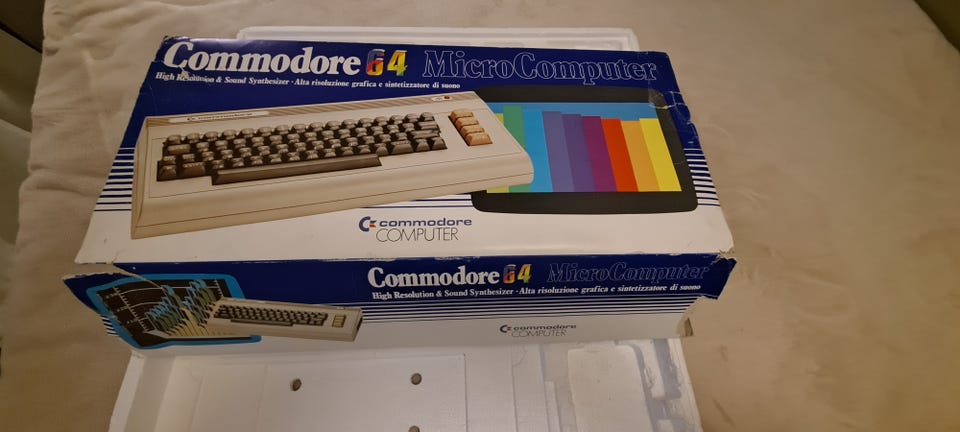 Commodore 64 MicroComputer
High Resolution & Sound Synthesizer · Alta risoluzione grafica e sintetizzatore di suono
commodore
commodore
COMPUTER
Commodore 64 MicroComputer
High Resolution & Sound Synthesizer · Alta risoluzione grafica e sintetizzatore di suono
commodore
COMPUTER